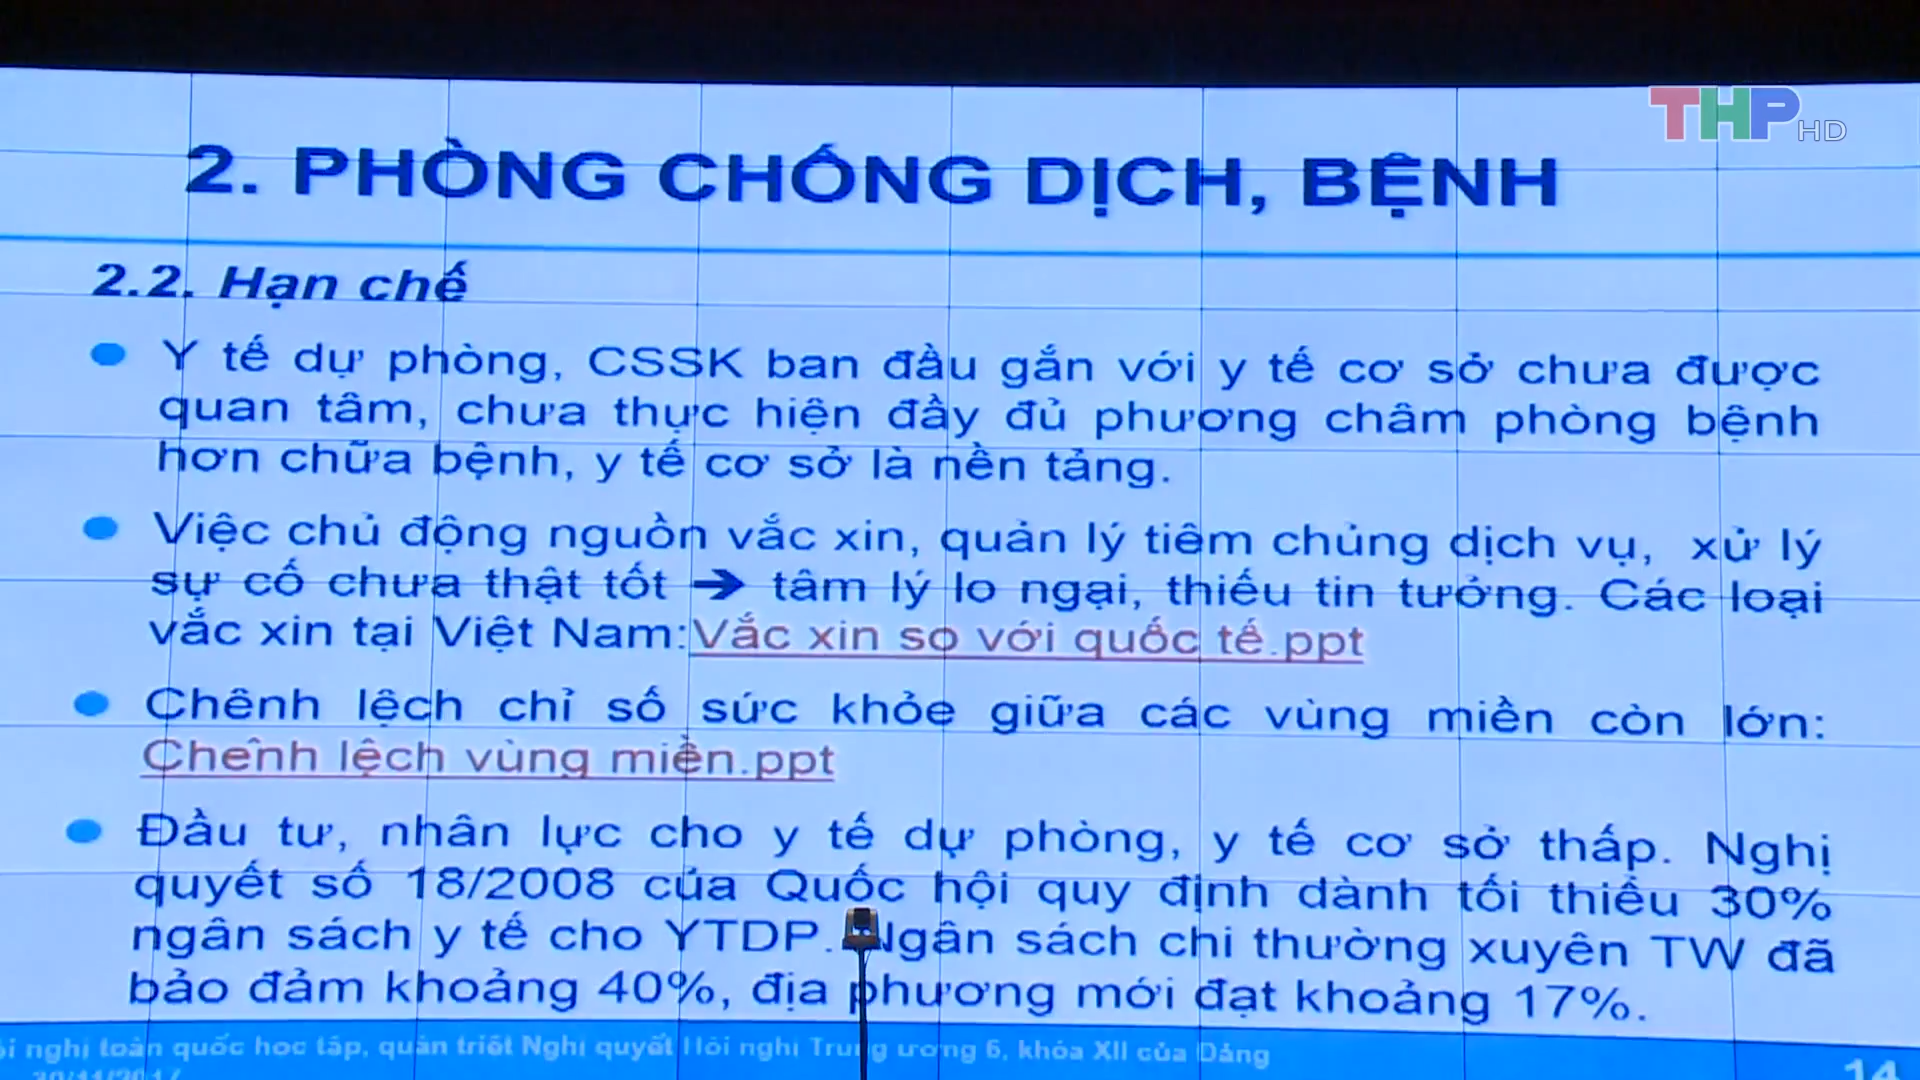 THP HD
2. PHÒNG CHỐNG DỊCH, BỆNH
2.2. Hạn chế
Y tế dự phòng, CSSK ban đầu gắn với y tế cơ sở chưa được
quan tâm, chưa thực hiện đầy đủ phương châm phòng bệnh
hơn chữa bệnh, y tế cơ sở là nền tảng.
Việc chủ động nguồn vắc xin, quản lý tiêm chủng dịch vụ, xử lý
sự cố chưa thật tốt ➔ tâm lý lo ngại, thiếu tin tưởng. Các loại
vắc xin tại Việt Nam:Vắc xin so với quốc tế.ppt
Chênh lệch chỉ số sức khỏe giữa các vùng miền còn lớn:
Chênh lệch vùng miền.ppt
Đầu tư, nhân lực cho y tế dự phòng, y tế cơ sở thấp. Nghị
quyết số 18/2008 của Quốc hội quy định dành tối thiểu 30%
ngân sách y tế cho YTDP. Ngân sách chi thường xuyên TW đã
bảo đảm khoảng 40%, địa phương mới đạt khoảng 17%.
nghị toàn quốc học tập, quán triệt Nghị quyết Hội nghị Trung ương 6, khóa XII của Đảng
30/11/2017
14